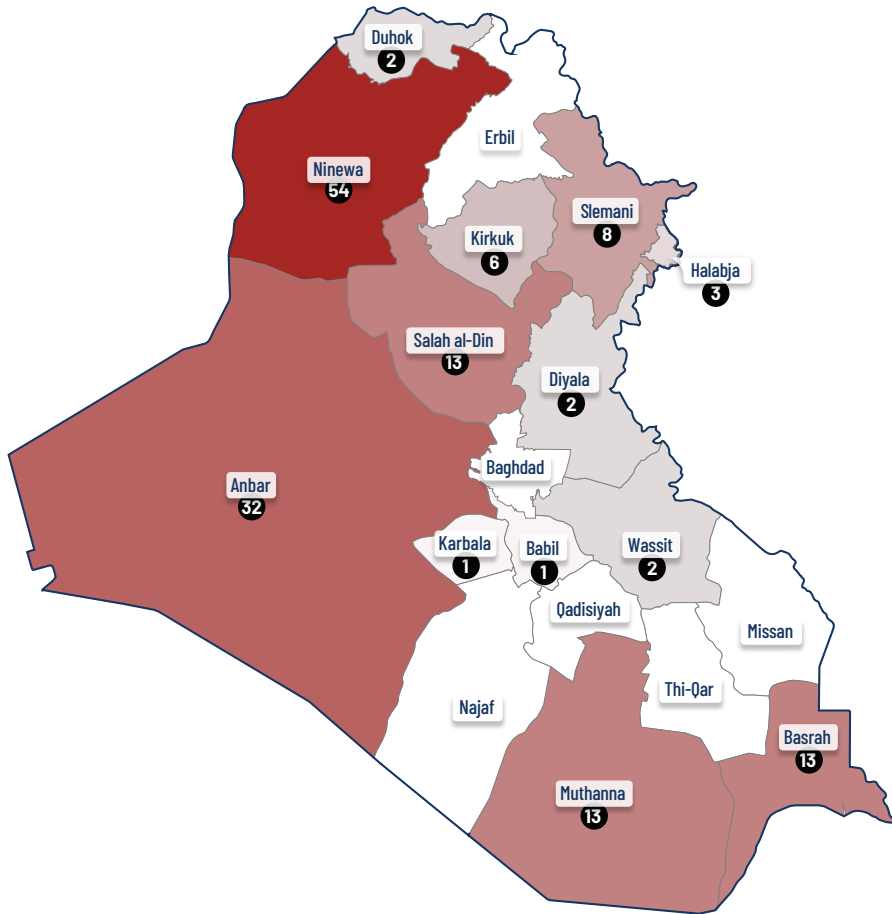 Duhok
2
Erbil
Ninewa
54
Slemani
8
Kirkuk
6
Halabja
3
Salah al-Din
13
Diyala
2
Baghdad
Anbar
32
Karbala
1
Babil
1
Wassit
2
Qadisiyah
Missan
Thi-Qar
Najaf
Basrah
13
Muthanna
13